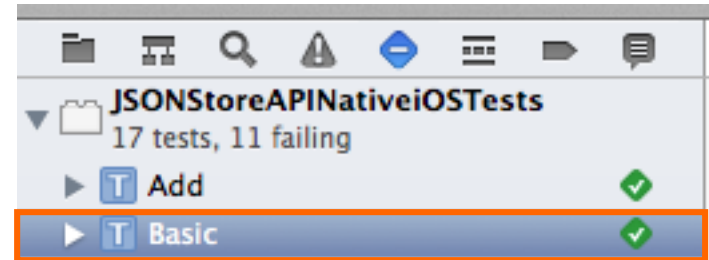 JSONStoreAPINativeiOSTests
17 tests, 11 failing
T Add
T Basic